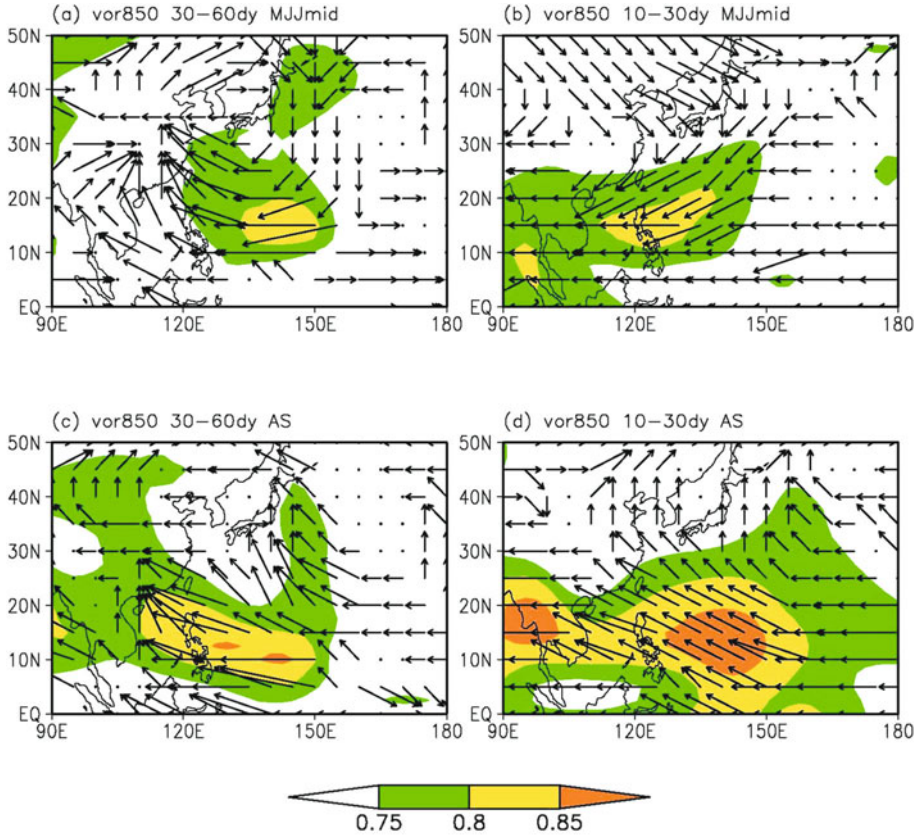 (a) vor850 30−60dy MJJmid
50N
40N
30N
20N
10N
EQ
90E 120E 150E 180
(b) vor850 10−30dy MJJmid
50N
40N
30N
20N
10N
EQ
90E 120E 150E 180
(c) vor850 30−60dy AS
50N
40N
30N
20N
10N
EQ
90E 120E 150E 180
(d) vor850 10−30dy AS
50N
40N
30N
20N
10N
EQ
90E 120E 150E 180
0.75 0.8 0.85